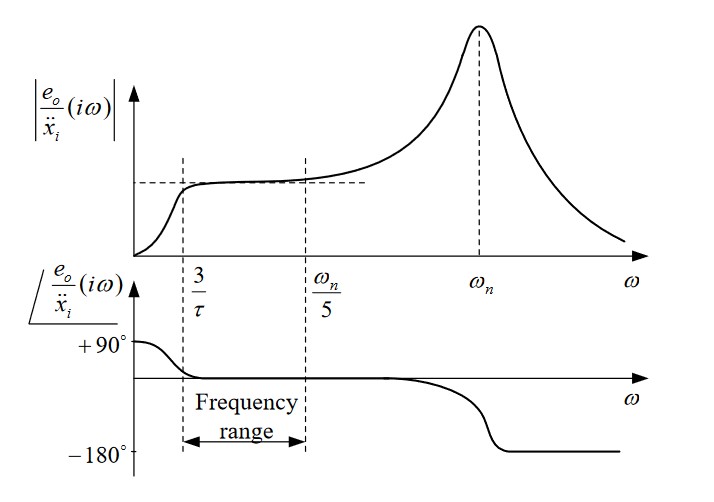 |e_o/ẍ_i (iω)|
3/τ
ω_n/5
ω_n
ω
∠ e_o/ẍ_i (iω)
+90°
ω
Frequency
range
−180°